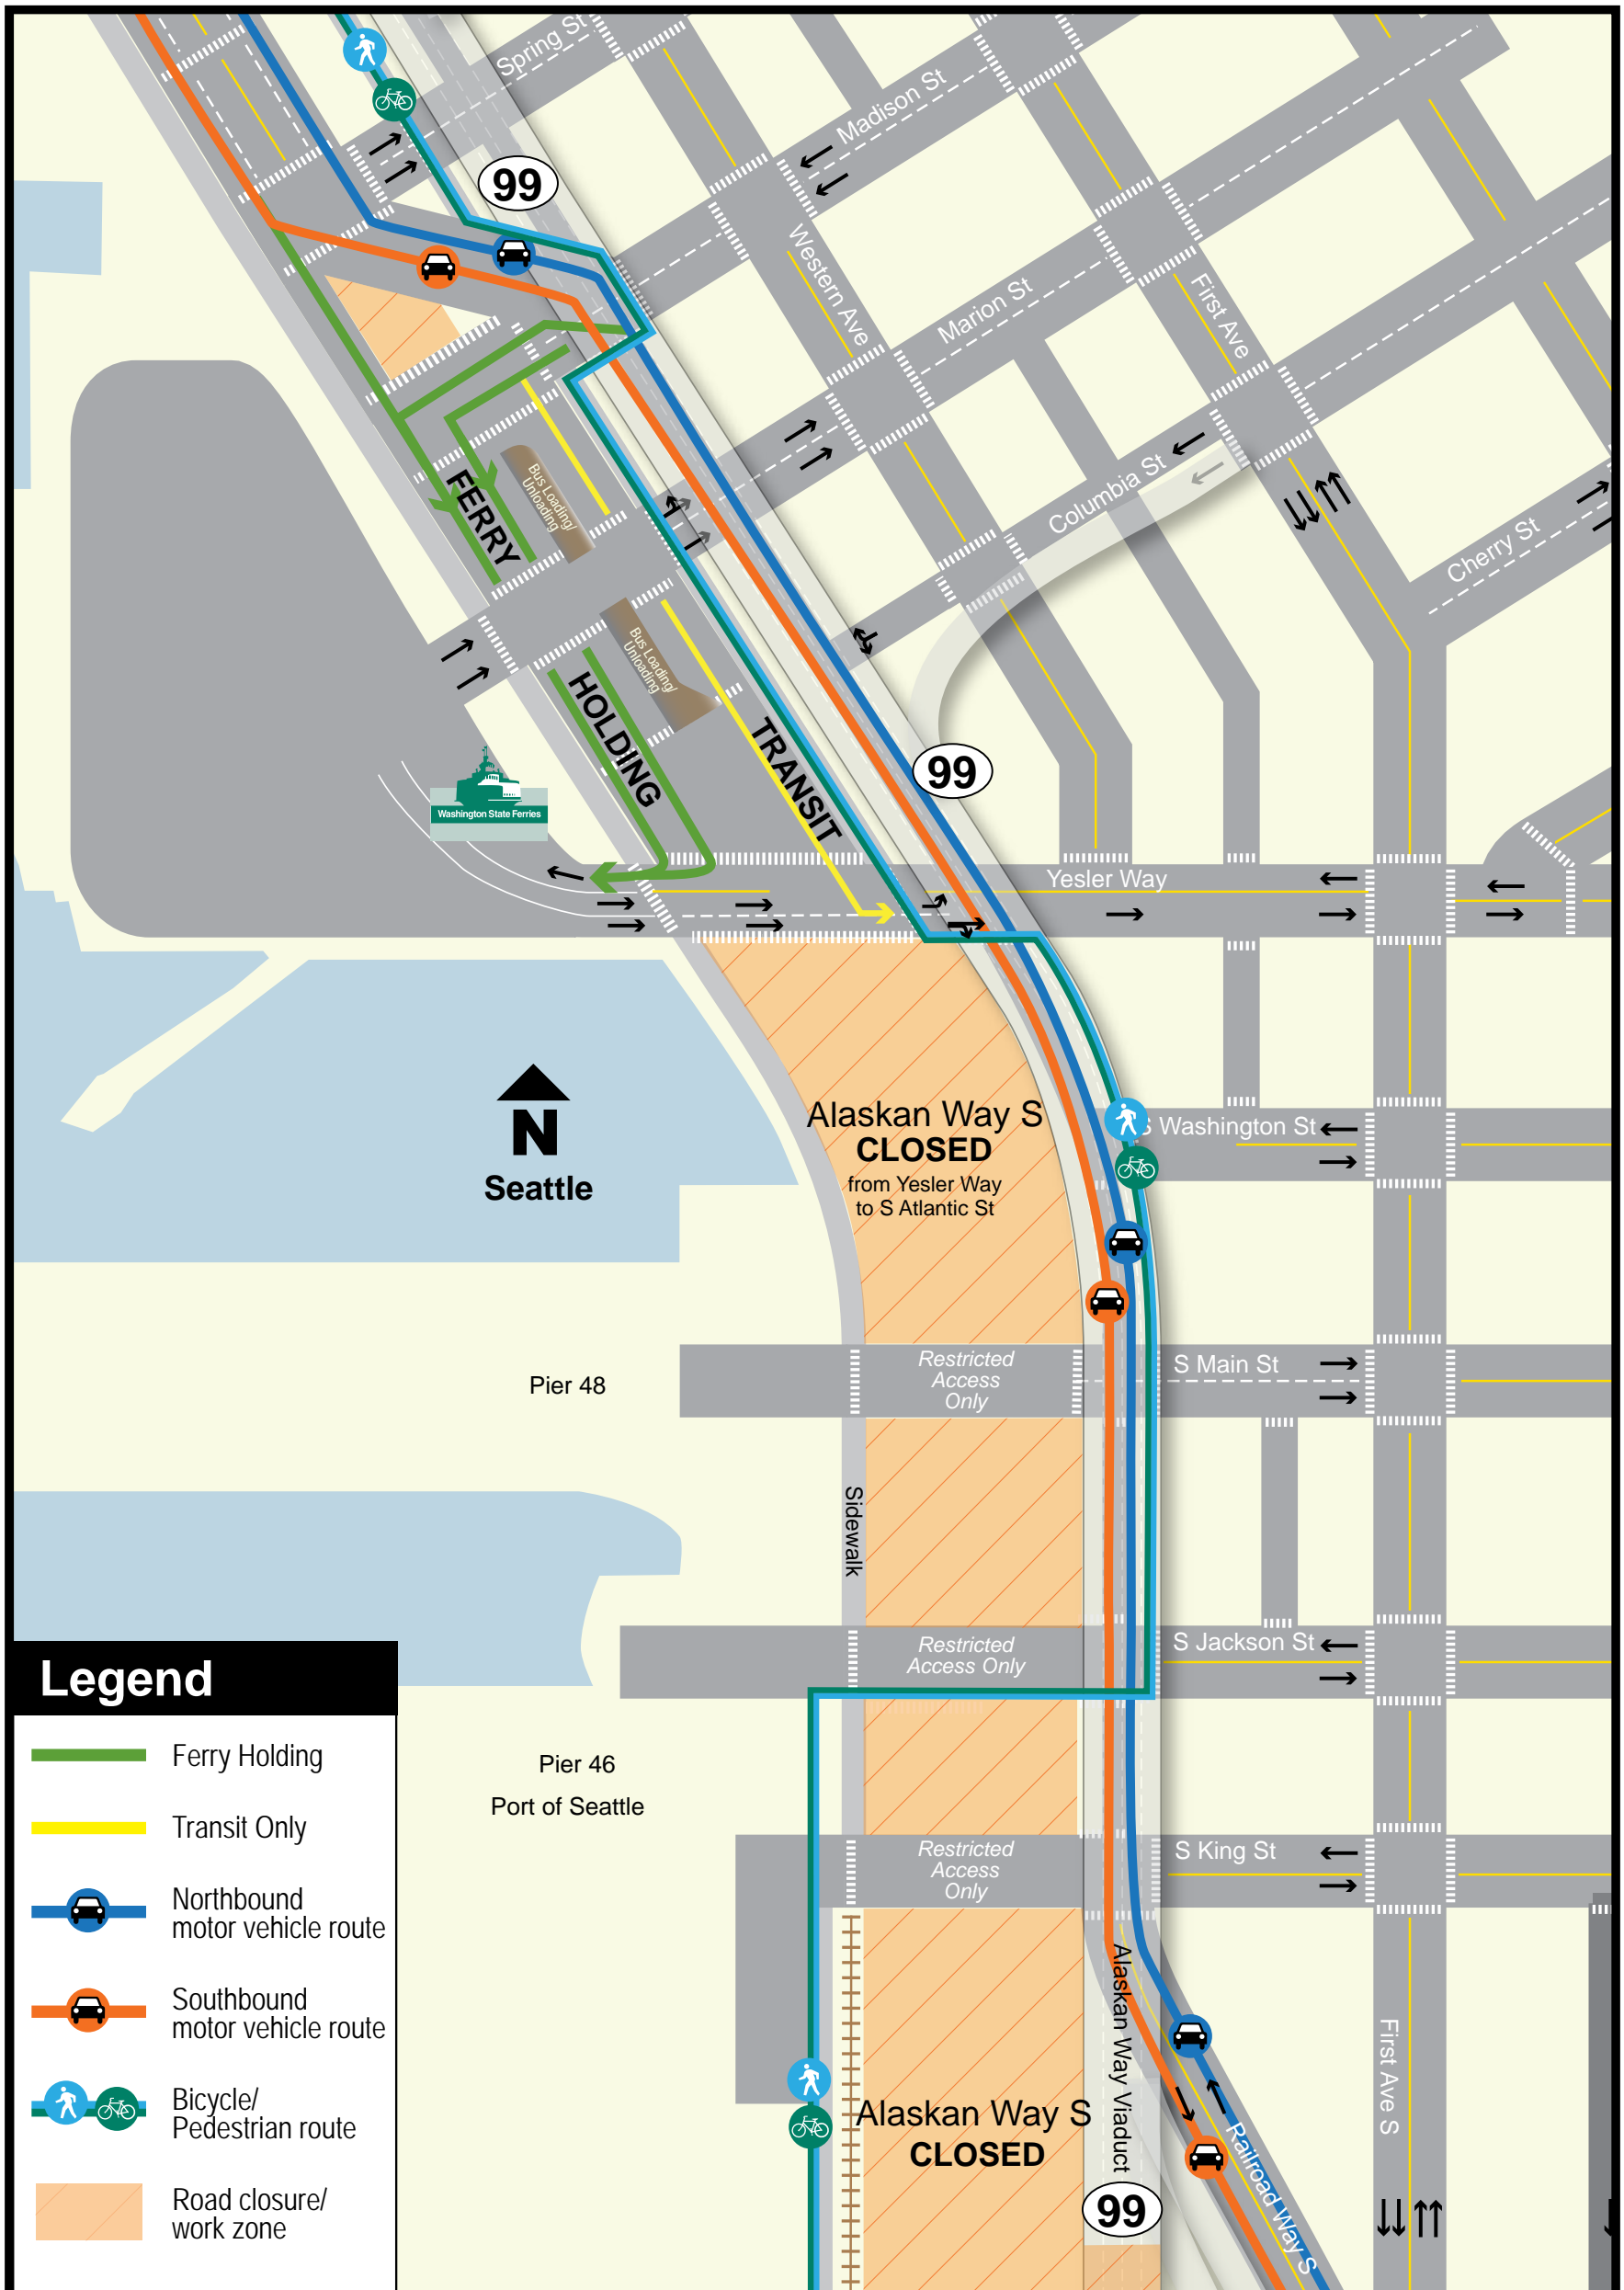 Spring St
Madison St
99
Western Ave
Marion St
First Ave
Columbia St
Cherry St
Bus Loading/
Unloading
FERRY
Bus Loading/
Unloading
HOLDING
TRANSIT
99
Washington State Ferries
Yesler Way
N
Seattle
Alaskan Way S
CLOSED
from Yesler Way
to S Atlantic St
S Washington St
Pier 48
Restricted
Access
Only
S Main St
Sidewalk
Restricted
Access Only
S Jackson St
Pier 46
Port of Seattle
Restricted
Access
Only
S King St
Alaskan Way Viaduct
First Ave S
Alaskan Way S
CLOSED
Railroad Way S
99
Legend
Ferry Holding
Transit Only
Northbound
motor vehicle route
Southbound
motor vehicle route
Bicycle/
Pedestrian route
Road closure/
work zone